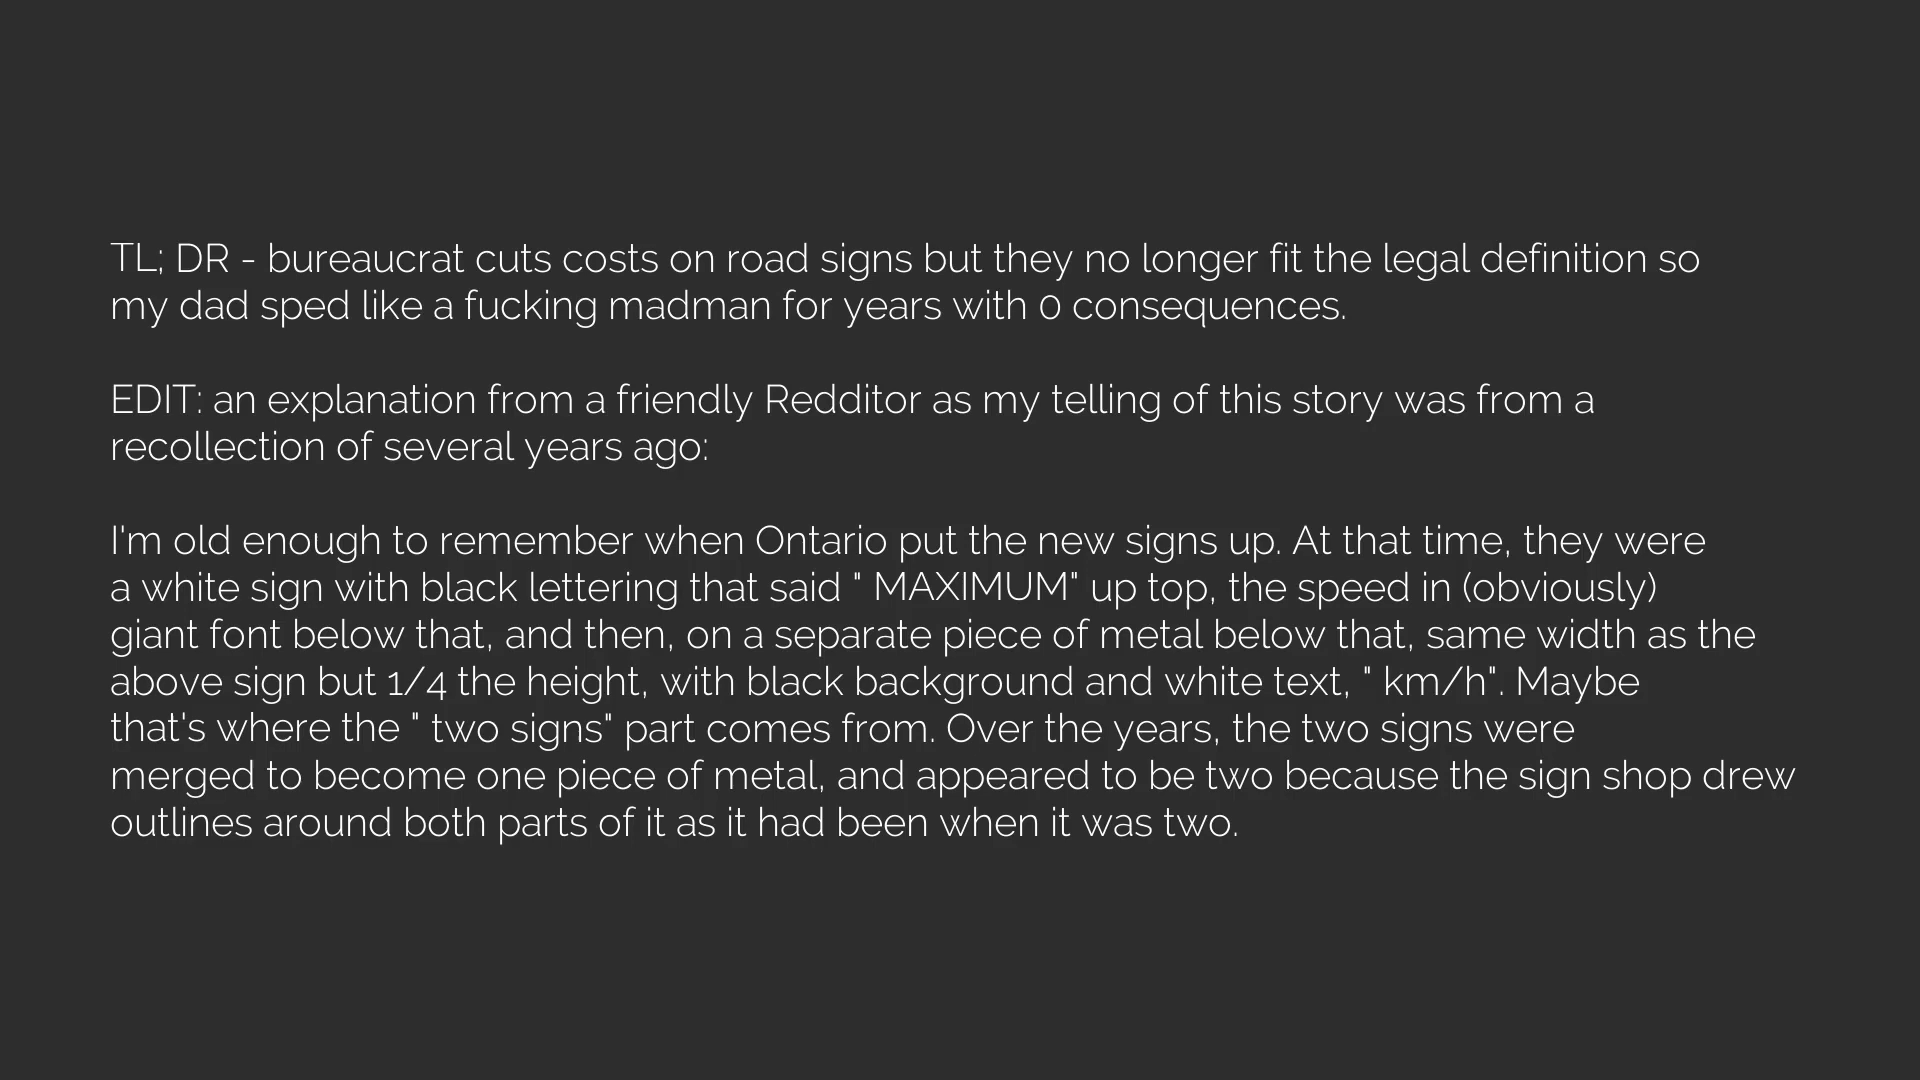 TL; DR - bureaucrat cuts costs on road signs but they no longer fit the legal definition so
my dad sped like a fucking madman for years with 0 consequences.
EDIT: an explanation from a friendly Redditor as my telling of this story was from a
recollection of several years ago:
I'm old enough to remember when Ontario put the new signs up. At that time, they were
a white sign with black lettering that said " MAXIMUM" up top, the speed in (obviously)
giant font below that, and then, on a separate piece of metal below that, same width as the
above sign but 1/4 the height, with black background and white text, " km/h". Maybe
that's where the " two signs" part comes from. Over the years, the two signs were
merged to become one piece of metal, and appeared to be two because the sign shop drew
outlines around both parts of it as it had been when it was two.